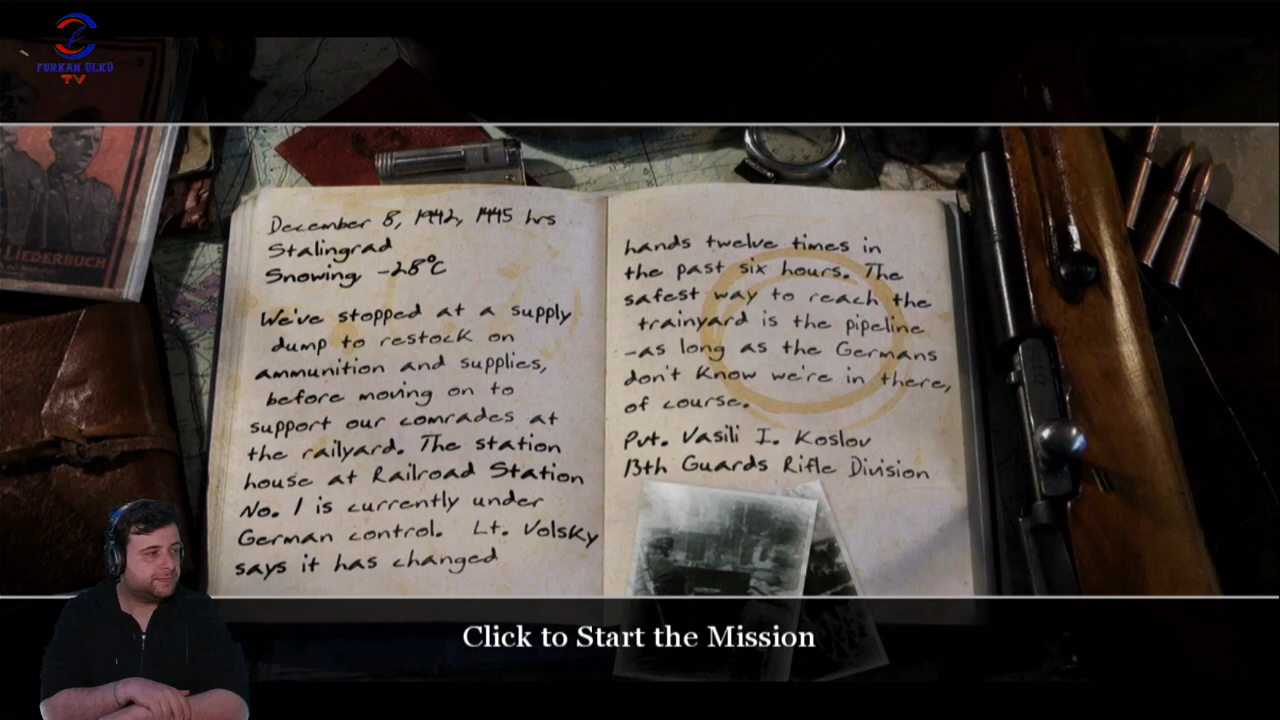 FURKAN ÜLKÜ
TV
LIEDERBUCH
December 8, 1942, 1445 hrs
Stalingrad
Snowing -28°C
We've stopped at a supply
dump to restock on
ammunition and supplies,
before moving on to
support our comrades at
the railyard. The station
house at Railroad Station
No. 1 is currently under
German control. Lt. Volsky
says it has changed
hands twelve times in
the past six hours. The
safest way to reach the
trainyard is the pipeline
-as long as the Germans
don't know we're in there,
of course.
Pvt. Vasili I. Koslov
13th Guards Rifle Division
Click to Start the Mission